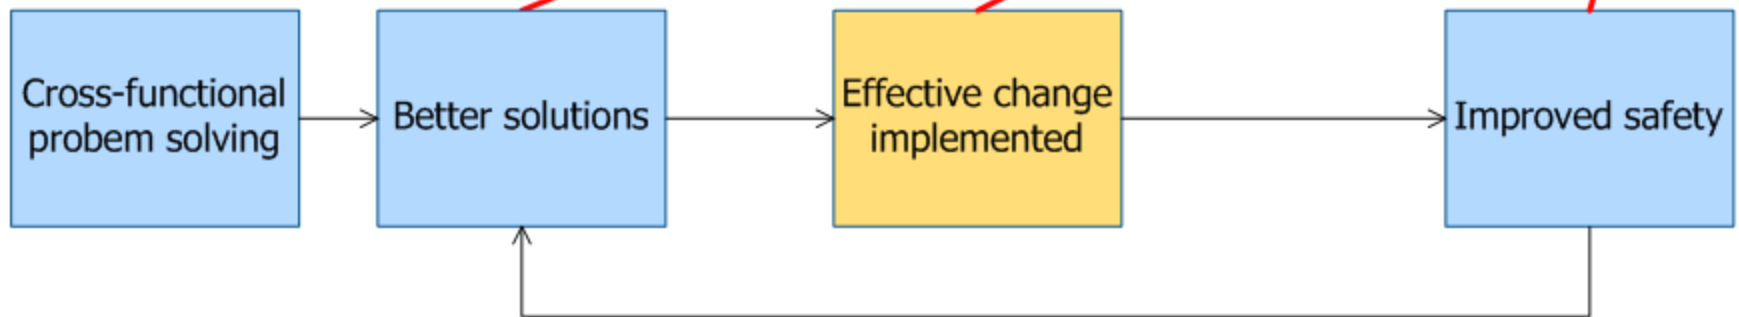 Cross-functional
probem solving
Better solutions
Effective change
implemented
Improved safety